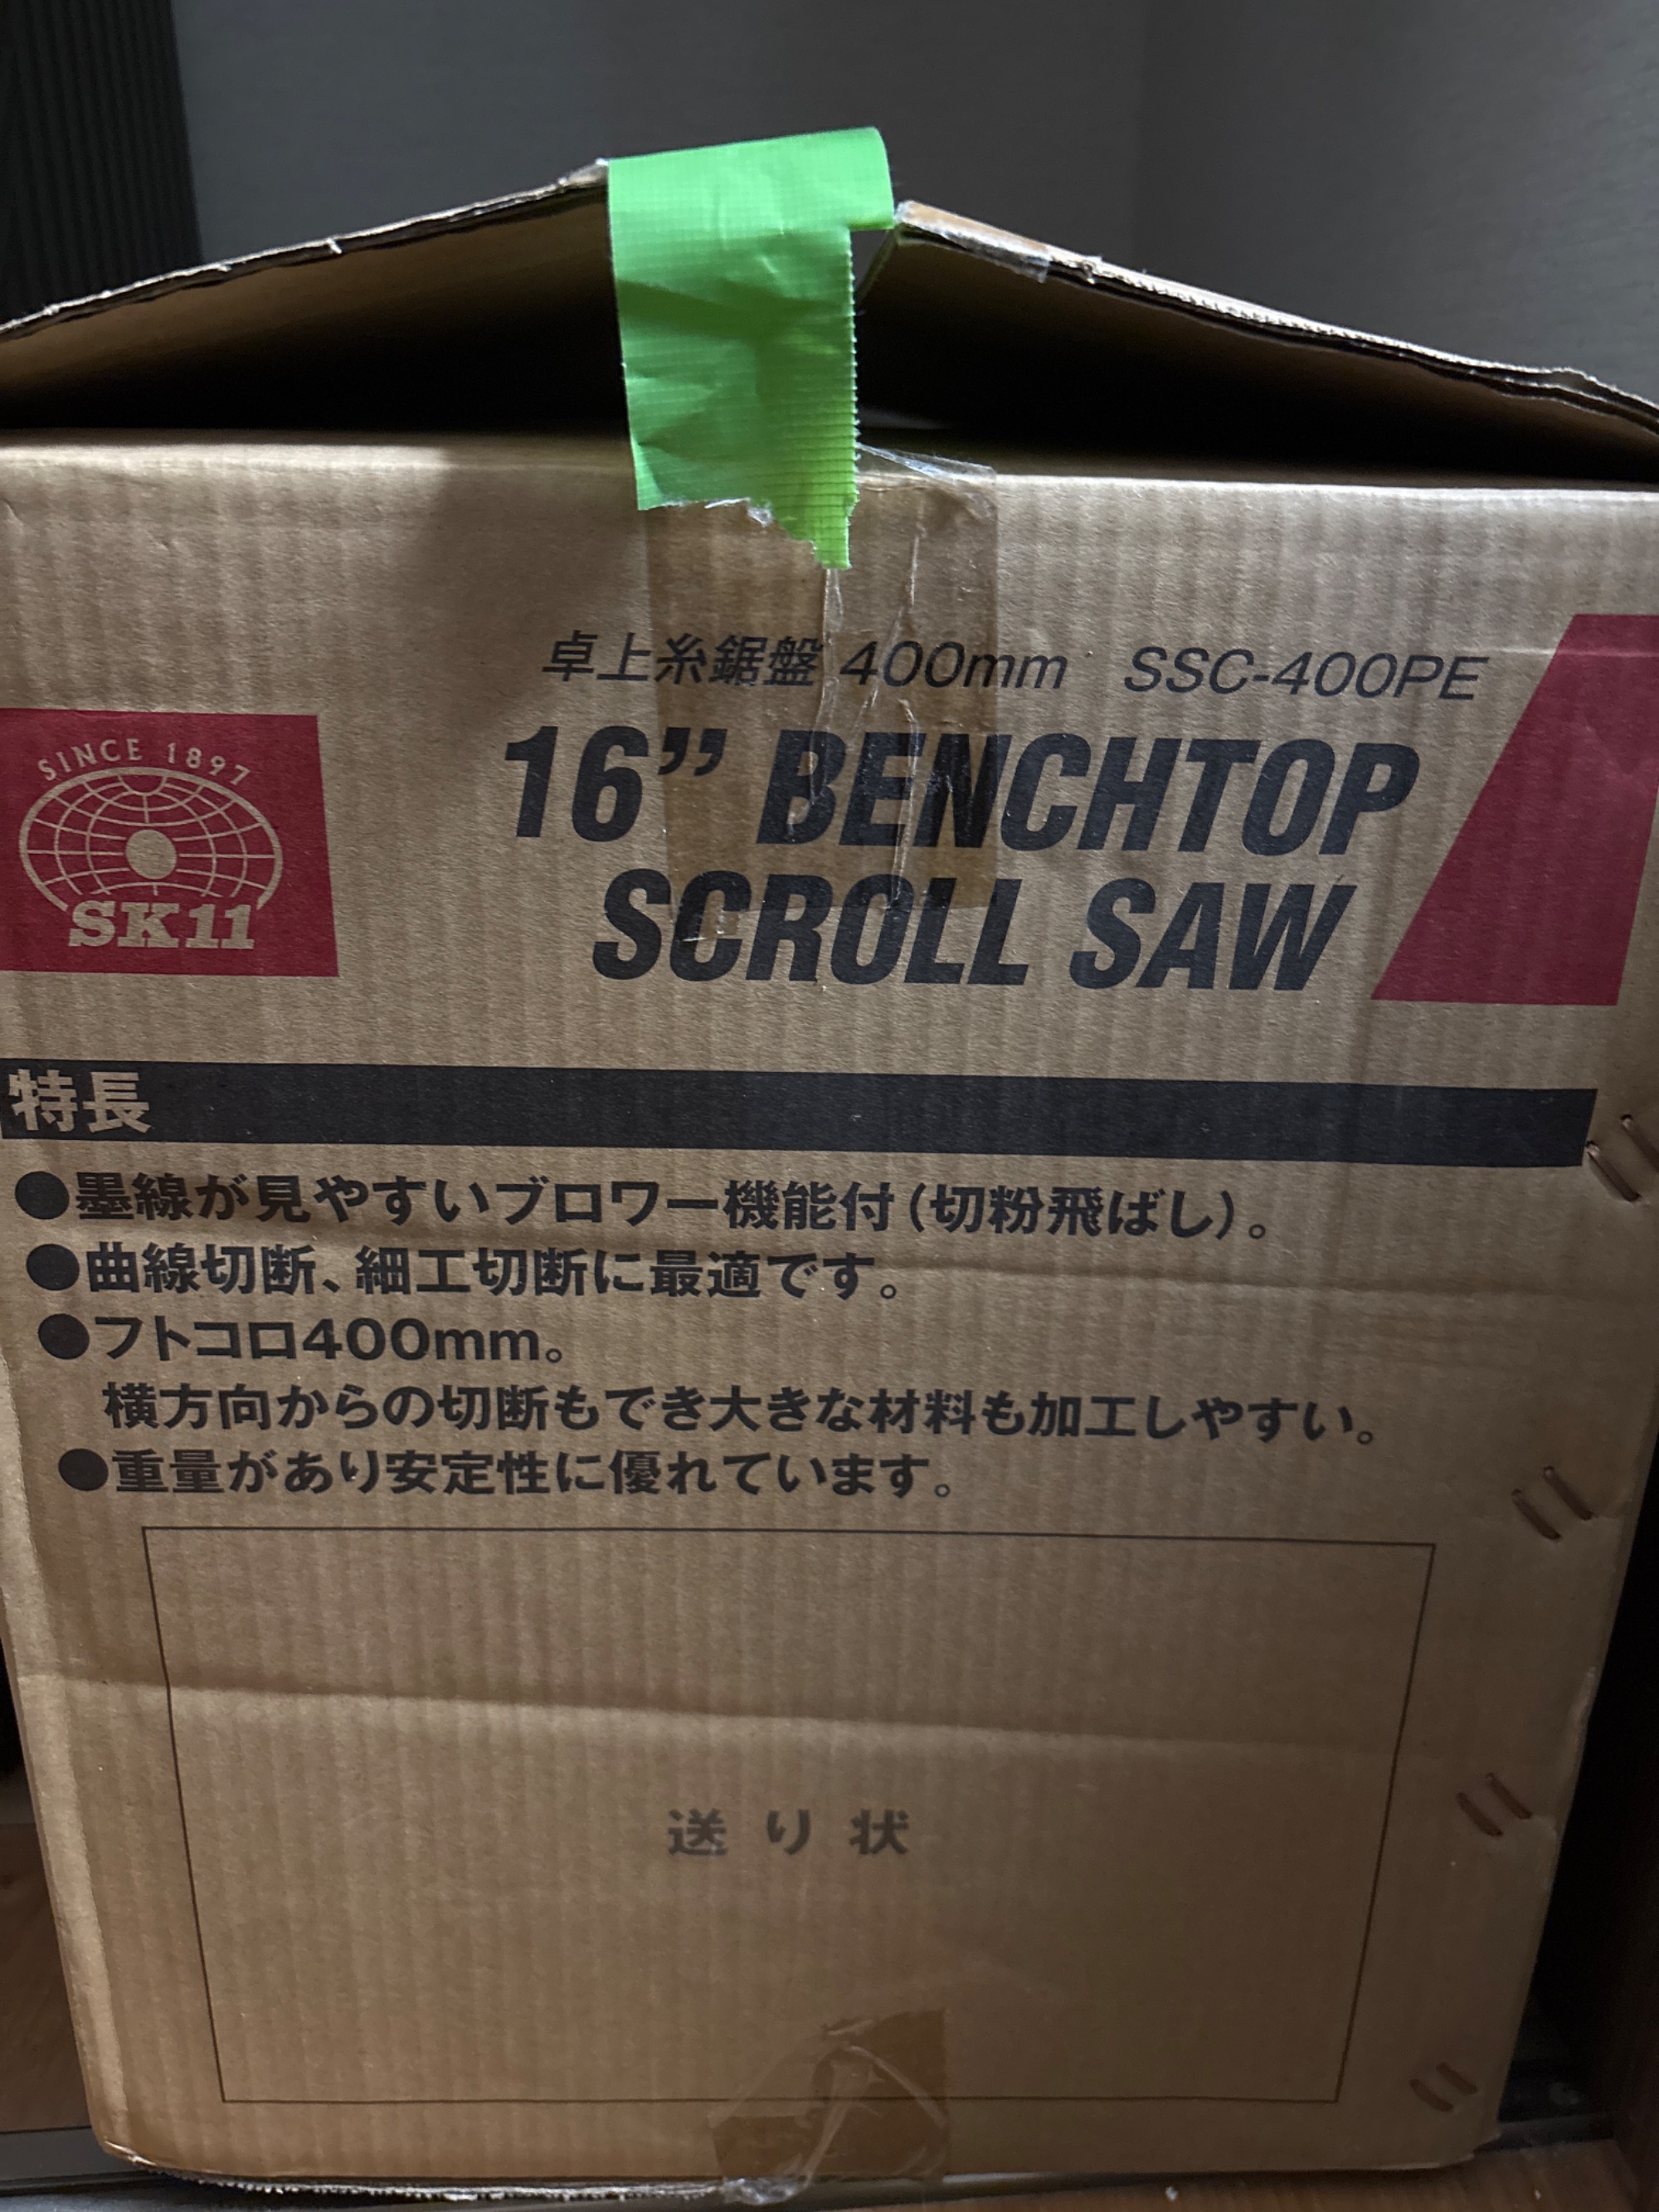 卓上糸鋸盤 400mm SSC-400PE
16” BENCHTOP
SCROLL SAW
SINCE 1897
SK11
特長
●墨線が見やすいブロワー機能付（切粉飛ばし）。
●曲線切断、細工切断に最適です。
●フトコロ400mm。
横方向からの切断もでき大きな材料も加工しやすい。
●重量があり安定性に優れています。
送り状